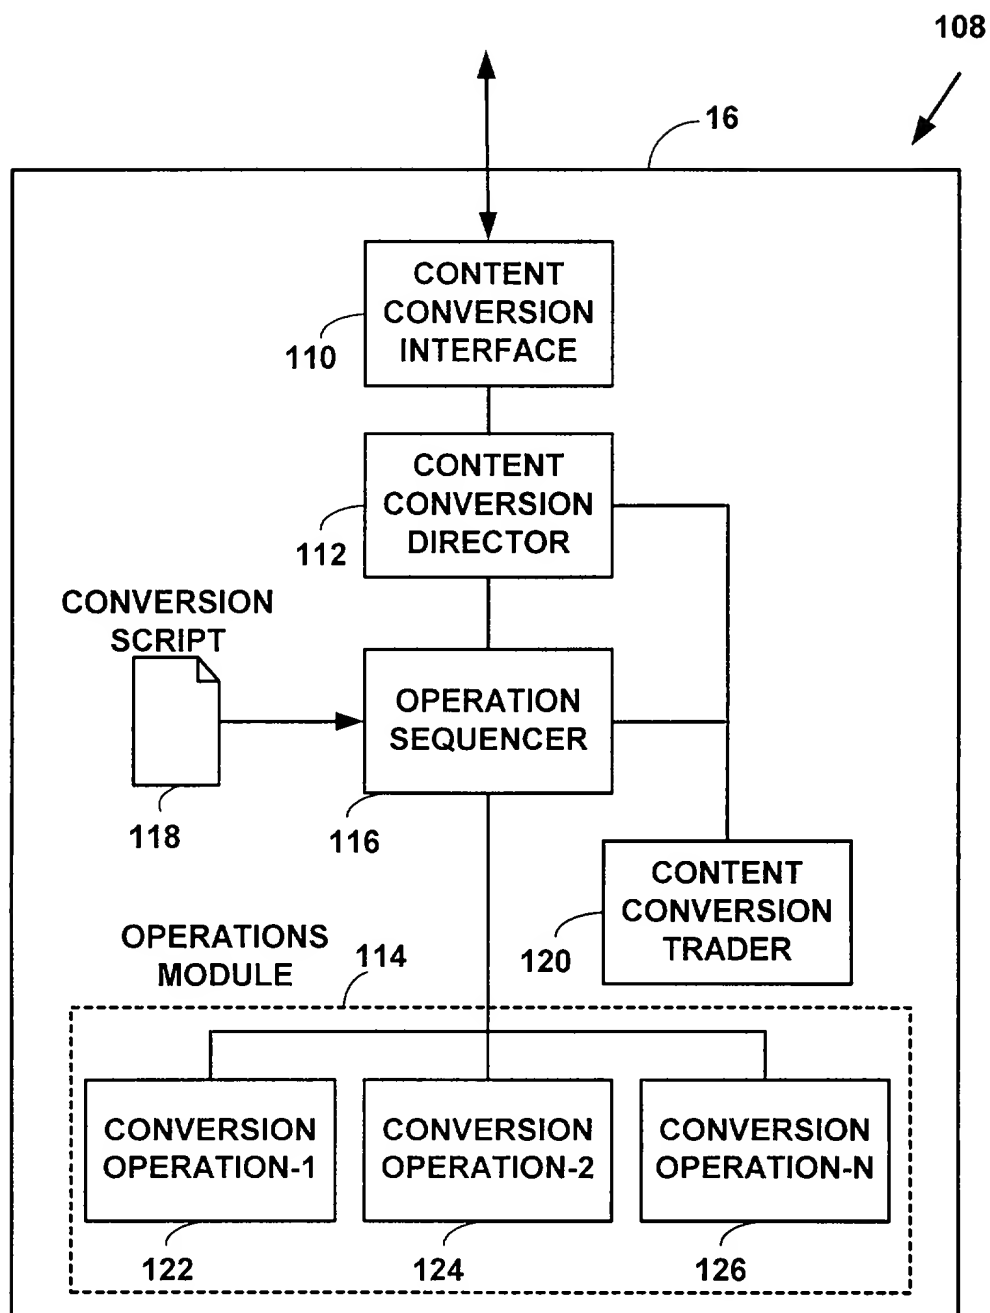 108
16
CONTENT
CONVERSION
INTERFACE
110
CONTENT
CONVERSION
DIRECTOR
112
CONVERSION
SCRIPT
OPERATION
SEQUENCER
118
116
CONTENT
CONVERSION
TRADER
120
OPERATIONS
MODULE
114
CONVERSION
OPERATION-1
CONVERSION
OPERATION-2
CONVERSION
OPERATION-N
122
124
126